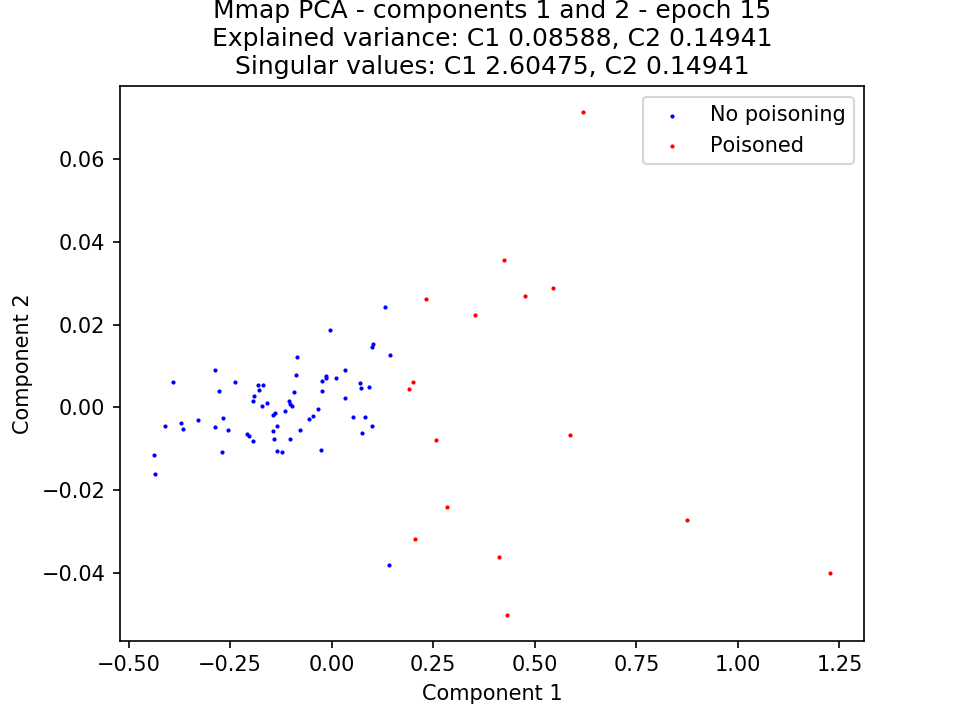 Mmap PCA - components 1 and 2 - epoch 15
Explained variance: C1 0.08588, C2 0.14941
Singular values: C1 2.60475, C2 0.14941
No poisoning
Poisoned
0.06
0.04
0.02
0.00
−0.02
−0.04
Component 2
−0.50
−0.25
0.00
0.25
0.50
0.75
1.00
1.25
Component 1